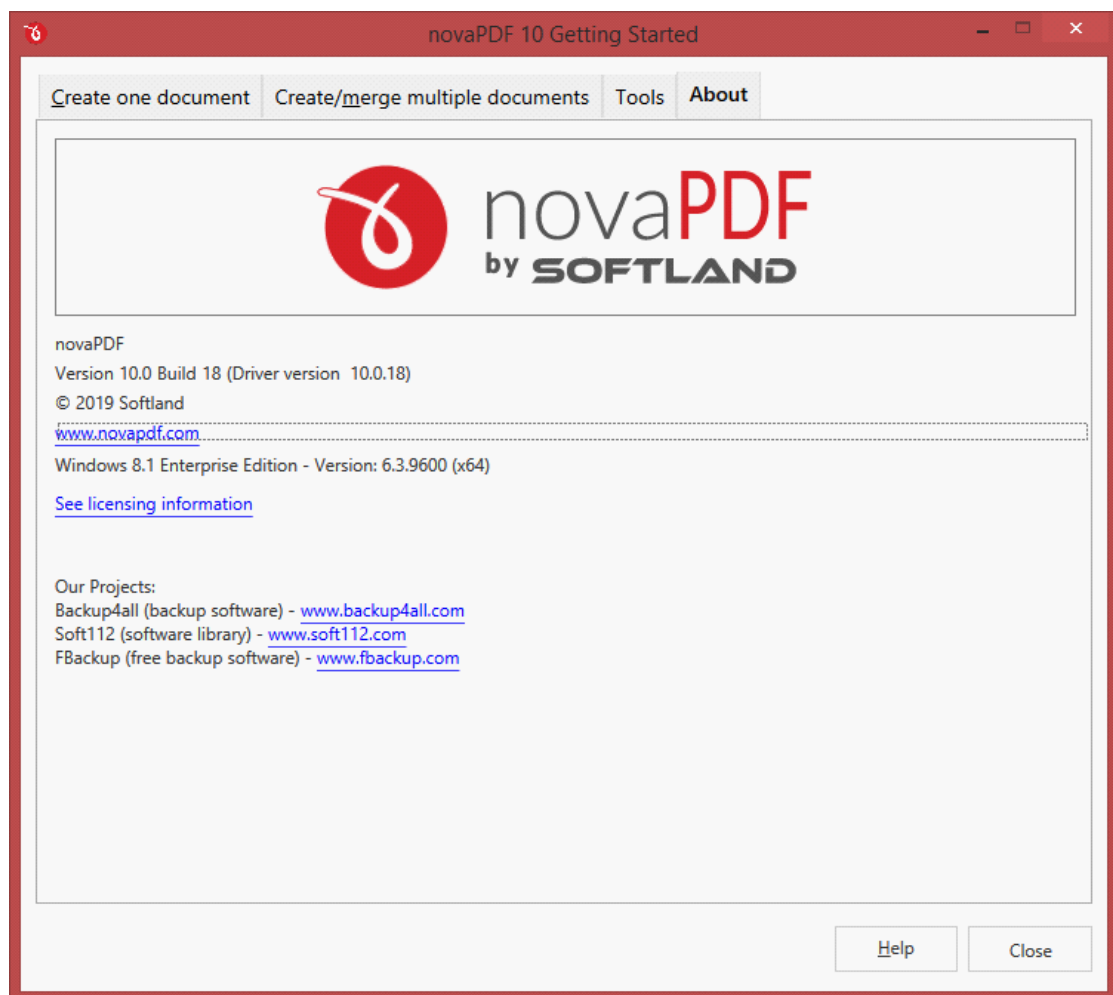 novaPDF 10 Getting Started
Create one document Create/merge multiple documents Tools About
novaPDF
by SOFTLAND
novaPDF
Version 10.0 Build 18 (Driver version 10.0.18)
© 2019 Softland
www.novapdf.com
Windows 8.1 Enterprise Edition - Version: 6.3.9600 (x64)
See licensing information
Our Projects:
Backup4all (backup software) - www.backup4all.com
Soft112 (software library) - www.soft112.com
FBackup (free backup software) - www.fbackup.com
Help Close